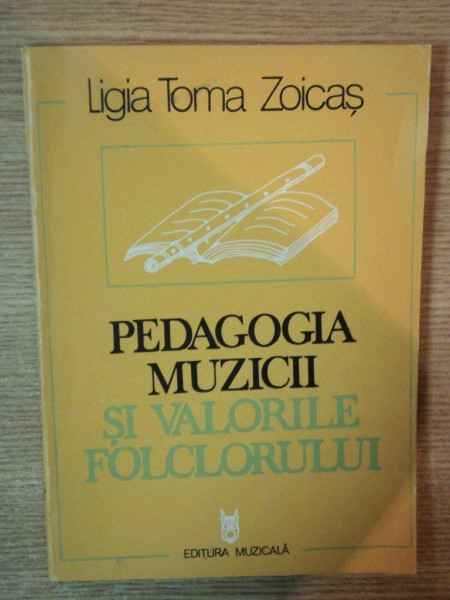 Ligia Toma Zoicaș
PEDAGOGIA
MUZICII
ȘI VALORILE
FOLCLORULUI
EDITURA MUZICALĂ